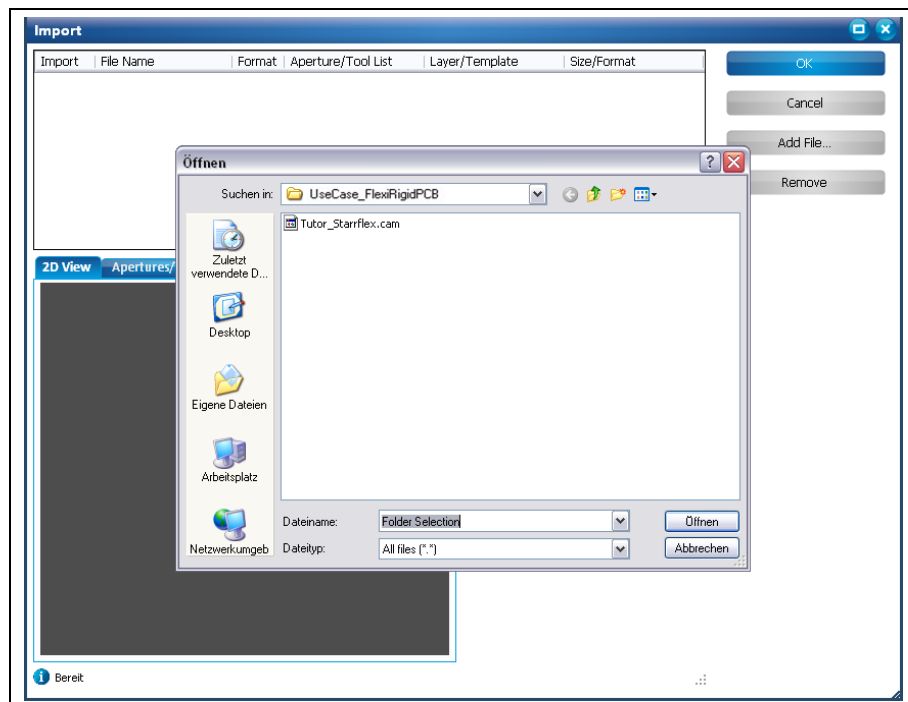 Import
Import File Name Format Aperture/Tool List Layer/Template Size/Format
OK
Cancel
Add File...
Remove
Öffnen
Suchen in: UseCase_FlexiRigidPCB
Tutor_Starrflex.cam
Zuletzt
verwendete D...
Desktop
Eigene Dateien
Arbeitsplatz
Netzwerkumgeb
Dateiname: Folder Selection Öffnen
Dateityp: All files (*.*) Abbrechen
2D View Apertures/
Bereit